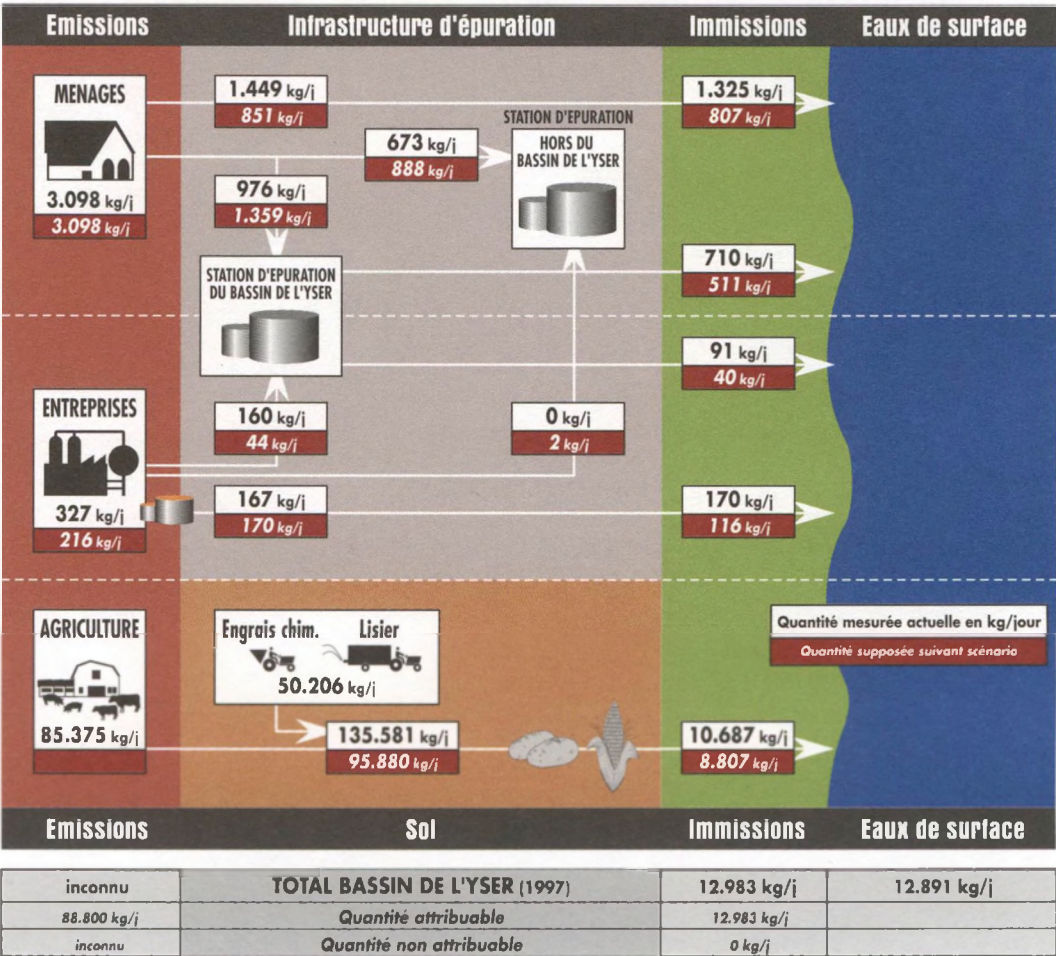 Emissions Infrastructure d'épuration Immissions Eaux de surface
MENAGES
3.098 kg/j
3.098 kg/j
1.449 kg/j
851 kg/j
1.325 kg/j
807 kg/j
673 kg/j
888 kg/j
STATION D'EPURATION
HORS DU
BASSIN DE L'YSER
976 kg/j
1.359 kg/j
STATION D'EPURATION
DU BASSIN DE L'YSER
710 kg/j
511 kg/j
91 kg/j
40 kg/j
ENTREPRISES
327 kg/j
216 kg/j
160 kg/j
44 kg/j
0 kg/j
2 kg/j
167 kg/j
170 kg/j
170 kg/j
116 kg/j
AGRICULTURE
85.375 kg/j
Engrais chim. Lisier
50.206 kg/j
135.581 kg/j
95.880 kg/j
10.687 kg/j
8.807 kg/j
Quantité mesurée actuelle en kg/jour
Quantité supposée suivant scénario
Emissions Sol Immissions Eaux de surface
inconnu TOTAL BASSIN DE L'YSER (1997) 12.983 kg/j 12.891 kg/j
88.800 kg/j Quantité attribuable 12.983 kg/j
inconnu Quantité non attribuable 0 kg/j